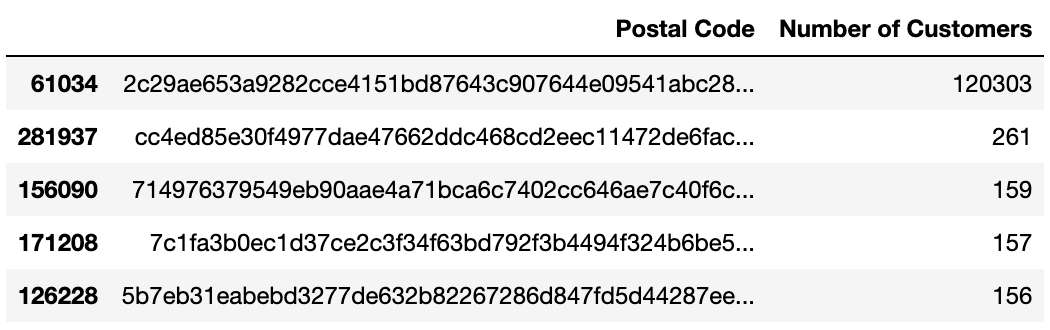 Postal Code Number of Customers
61034 2c29ae653a9282cce4151bd87643c907644e09541abc28... 120303
281937 cc4ed85e30f4977dae47662ddc468cd2eec11472de6fac... 261
156090 714976379549eb90aae4a71bca6c7402cc646ae7c40f6c... 159
171208 7c1fa3b0ec1d37ce2c3f34f63bd792f3b4494f324b6be5... 157
126228 5b7eb31eabebd3277de632b82267286d847fd5d44287ee... 156